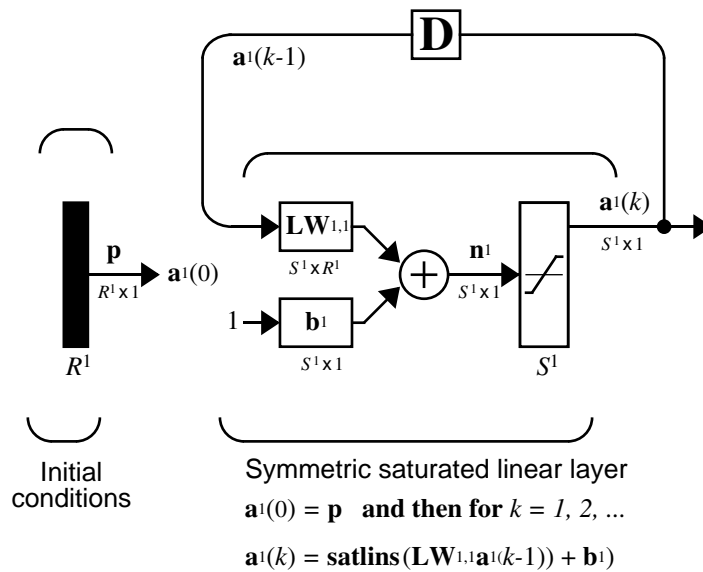 D
a¹(k-1)
a¹(k)
LW¹,¹
n¹
p
S¹ x R¹
S¹ x 1
S¹ x 1
R¹ x 1
a¹(0)
1
b¹
S¹ x 1
R¹
S¹
Initial
conditions
Symmetric saturated linear layer
a¹(0) = p and then for k = 1, 2, ...
a¹(k) = satlins (LW¹,¹a¹(k-1)) + b¹)